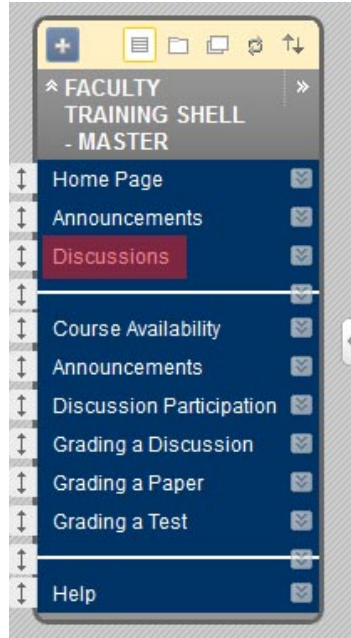 FACULTY
TRAINING SHELL
- MASTER
Home Page
Announcements
Discussions
Course Availability
Announcements
Discussion Participation
Grading a Discussion
Grading a Paper
Grading a Test
Help